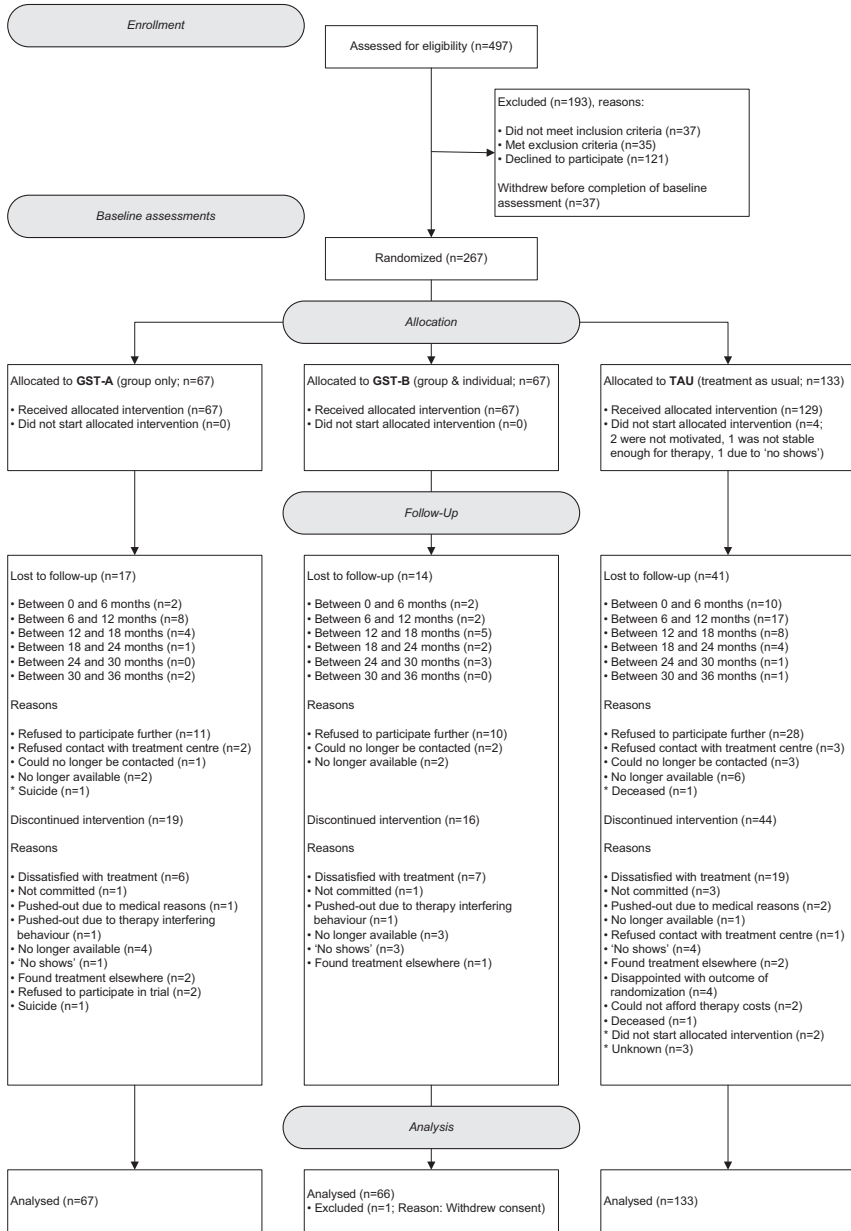 Enrollment
Assessed for eligibility (n=497)
Excluded (n=193), reasons:
• Did not meet inclusion criteria (n=37)
• Met exclusion criteria (n=35)
• Declined to participate (n=121)
Withdrew before completion of baseline
assessment (n=37)
Baseline assessments
Randomized (n=267)
Allocation
Allocated to GST-A (group only; n=67)
• Received allocated intervention (n=67)
• Did not start allocated intervention (n=0)
Allocated to GST-B (group & individual; n=67)
• Received allocated intervention (n=67)
• Did not start allocated intervention (n=0)
Allocated to TAU (treatment as usual; n=133)
• Received allocated intervention (n=129)
• Did not start allocated intervention (n=4;
2 were not motivated, 1 was not stable
enough for therapy, 1 due to ‘no shows’)
Follow-Up
Lost to follow-up (n=17)
• Between 0 and 6 months (n=2)
• Between 6 and 12 months (n=8)
• Between 12 and 18 months (n=4)
• Between 18 and 24 months (n=1)
• Between 24 and 30 months (n=0)
• Between 30 and 36 months (n=2)
Reasons
• Refused to participate further (n=11)
• Refused contact with treatment centre (n=2)
• Could no longer be contacted (n=1)
• No longer available (n=2)
* Suicide (n=1)
Discontinued intervention (n=19)
Reasons
• Dissatisfied with treatment (n=6)
• Not committed (n=1)
• Pushed-out due to medical reasons (n=1)
• Pushed-out due to therapy interfering
behaviour (n=1)
• No longer available (n=4)
• ‘No shows’ (n=1)
• Found treatment elsewhere (n=2)
• Refused to participate in trial (n=2)
• Suicide (n=1)
Lost to follow-up (n=14)
• Between 0 and 6 months (n=2)
• Between 6 and 12 months (n=2)
• Between 12 and 18 months (n=5)
• Between 18 and 24 months (n=2)
• Between 24 and 30 months (n=3)
• Between 30 and 36 months (n=0)
Reasons
• Refused to participate further (n=10)
• Could no longer be contacted (n=2)
• No longer available (n=2)
Discontinued intervention (n=16)
Reasons
• Dissatisfied with treatment (n=7)
• Not committed (n=1)
• Pushed-out due to therapy interfering
behaviour (n=1)
• No longer available (n=3)
• ‘No shows’ (n=3)
• Found treatment elsewhere (n=1)
Lost to follow-up (n=41)
• Between 0 and 6 months (n=10)
• Between 6 and 12 months (n=17)
• Between 12 and 18 months (n=8)
• Between 18 and 24 months (n=4)
• Between 24 and 30 months (n=1)
• Between 30 and 36 months (n=1)
Reasons
• Refused to participate further (n=28)
• Refused contact with treatment centre (n=3)
• Could no longer be contacted (n=3)
• No longer available (n=6)
* Deceased (n=1)
Discontinued intervention (n=44)
Reasons
• Dissatisfied with treatment (n=19)
• Not committed (n=3)
• Pushed-out due to medical reasons (n=2)
• No longer available (n=1)
• Refused contact with treatment centre (n=1)
• ‘No shows’ (n=4)
• Found treatment elsewhere (n=2)
• Disappointed with outcome of
randomization (n=4)
• Could not afford therapy costs (n=2)
• Deceased (n=1)
* Did not start allocated intervention (n=2)
* Unknown (n=3)
Analysis
Analysed (n=67)
Analysed (n=66)
• Excluded (n=1; Reason: Withdrew consent)
Analysed (n=133)